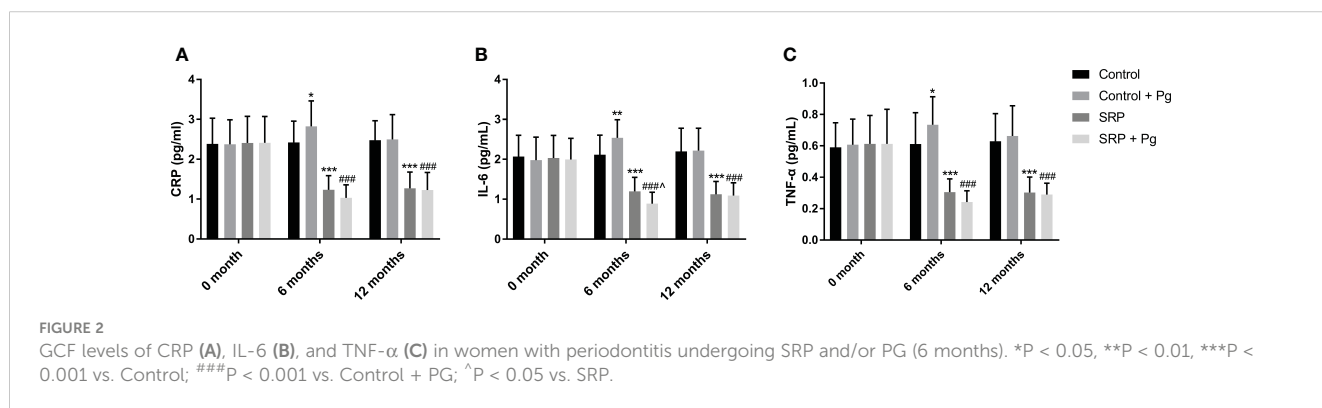 A
CRP (pg/ml)
4
3
2
1
0
*
***
###
***
###
0 month
6 months
12 months
B
IL-6 (pg/mL)
4
3
2
1
0
**
***
###^
***
###
0 month
6 months
12 months
C
TNF-α (pg/mL)
1.0
0.8
0.6
0.4
0.2
0.0
*
***
###
***
###
0 month
6 months
12 months
Control
Control + Pg
SRP
SRP + Pg
FIGURE 2
GCF levels of CRP (A), IL-6 (B), and TNF-α (C) in women with periodontitis undergoing SRP and/or PG (6 months). *P < 0.05, **P < 0.01, ***P <
0.001 vs. Control; ###P < 0.001 vs. Control + PG; ^P < 0.05 vs. SRP.